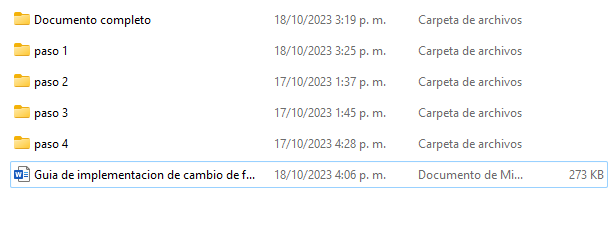 Documento completo 18/10/2023 3:19 p. m. Carpeta de archivos
paso 1 18/10/2023 3:25 p. m. Carpeta de archivos
paso 2 17/10/2023 1:37 p. m. Carpeta de archivos
paso 3 17/10/2023 1:45 p. m. Carpeta de archivos
paso 4 17/10/2023 4:28 p. m. Carpeta de archivos
Guia de implementacion de cambio de f... 18/10/2023 4:06 p. m. Documento de Mi... 273 KB